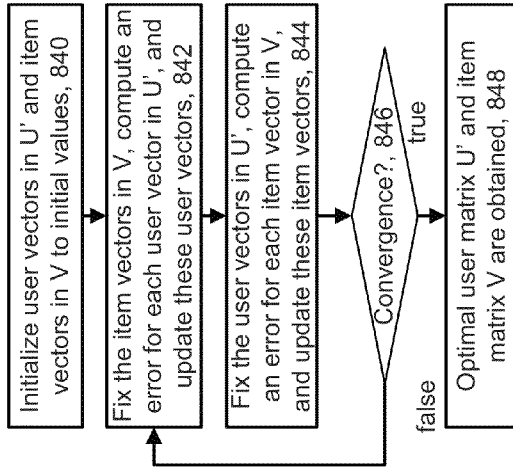 Initialize user vectors in U' and item
vectors in V to initial values, 840
Fix the item vectors in V, compute an
error for each user vector in U', and
update these user vectors, 842
Fix the user vectors in U', compute
an error for each item vector in V,
and update these item vectors, 844
Convergence?, 846
true
false
Optimal user matrix U' and item
matrix V are obtained, 848